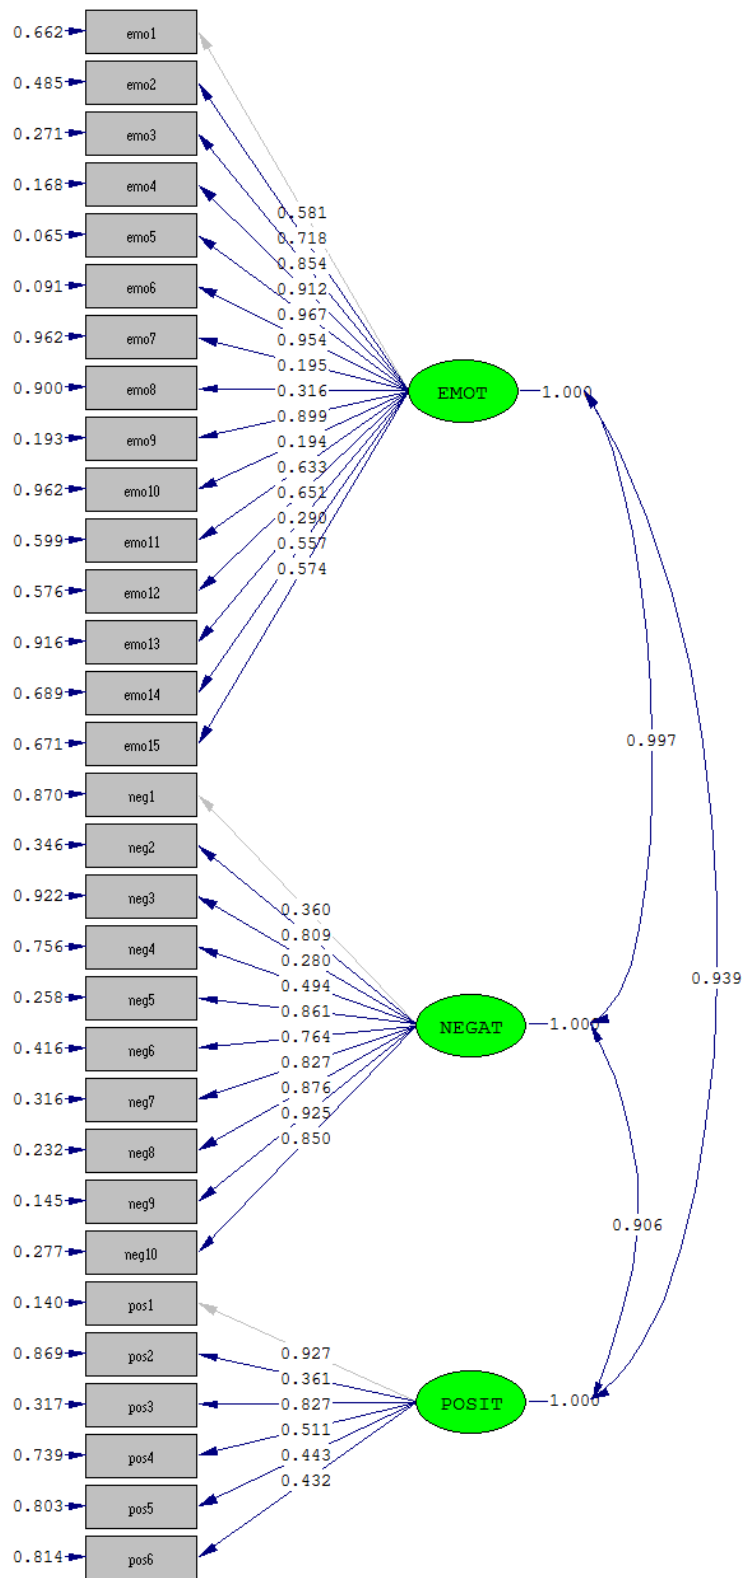 0.662 emo1
0.485 emo2
0.271 emo3
0.168 emo4
0.581
0.065 emo5
0.718
0.854
0.091 emo6
0.912
0.967
0.962 emo7
0.954
0.195
0.900 emo8
0.316
EMOT 1.000
0.899
0.193 emo9
0.194
0.633
0.962 emo10
0.651
0.290
0.599 emo11
0.557
0.574
0.576 emo12
0.916 emo13
0.689 emo14
0.671 emo15
0.997
0.870 neg1
0.346 neg2
0.922 neg3
0.360
0.809
0.756 neg4
0.280
0.939
0.494
0.258 neg5
0.861
NEGAT 1.000
0.764
0.416 neg6
0.827
0.876
0.316 neg7
0.925
0.850
0.232 neg8
0.145 neg9
0.906
0.277 neg10
0.140 pos1
0.869 pos2
0.927
0.361
0.317 pos3
0.827
POSIT 1.000
0.511
0.739 pos4
0.443
0.432
0.803 pos5
0.814 pos6